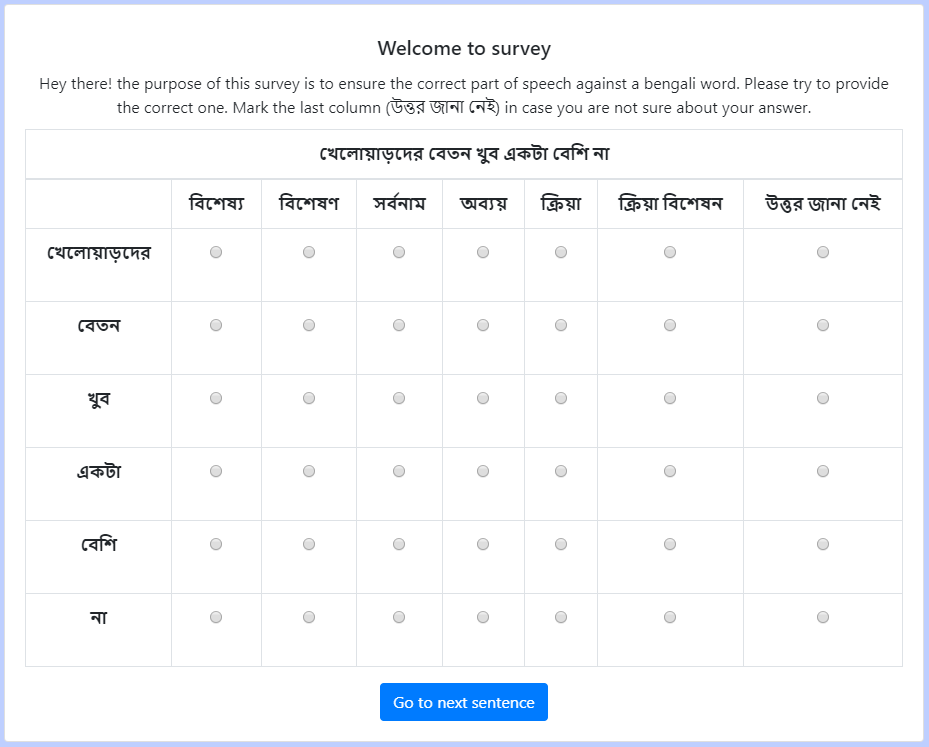 Welcome to survey
Hey there! the purpose of this survey is to ensure the correct part of speech against a bengali word. Please try to provide
the correct one. Mark the last column (উত্তর জানা নেই) in case you are not sure about your answer.
খেলোয়াড়দের বেতন খুব একটা বেশি না
বিশেষ্য বিশেষণ সর্বনাম অব্যয় ক্রিয়া ক্রিয়া বিশেষন উত্তর জানা নেই
খেলোয়াড়দের
বেতন
খুব
একটা
বেশি
না
Go to next sentence